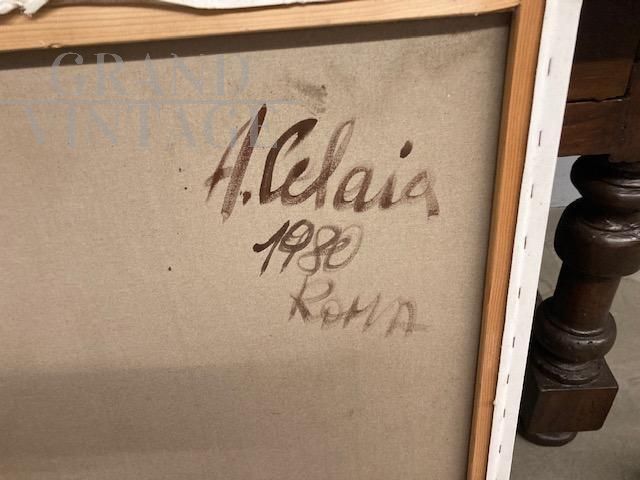 GRAND
VINTAGE
A. Celaia
1980
ROMA